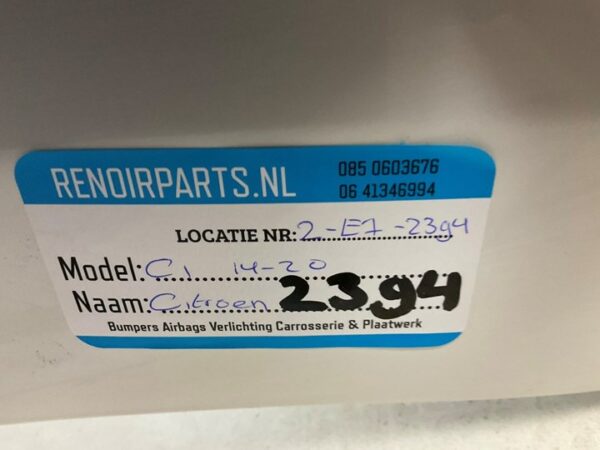 RENOIRPARTS.NL
085 0603676
06 41346994
LOCATIE NR: 2-E7-2394
Model: C1 14-20
Naam: Citroen 2394
Bumpers Airbags Verlichting Carrosserie & Plaatwerk